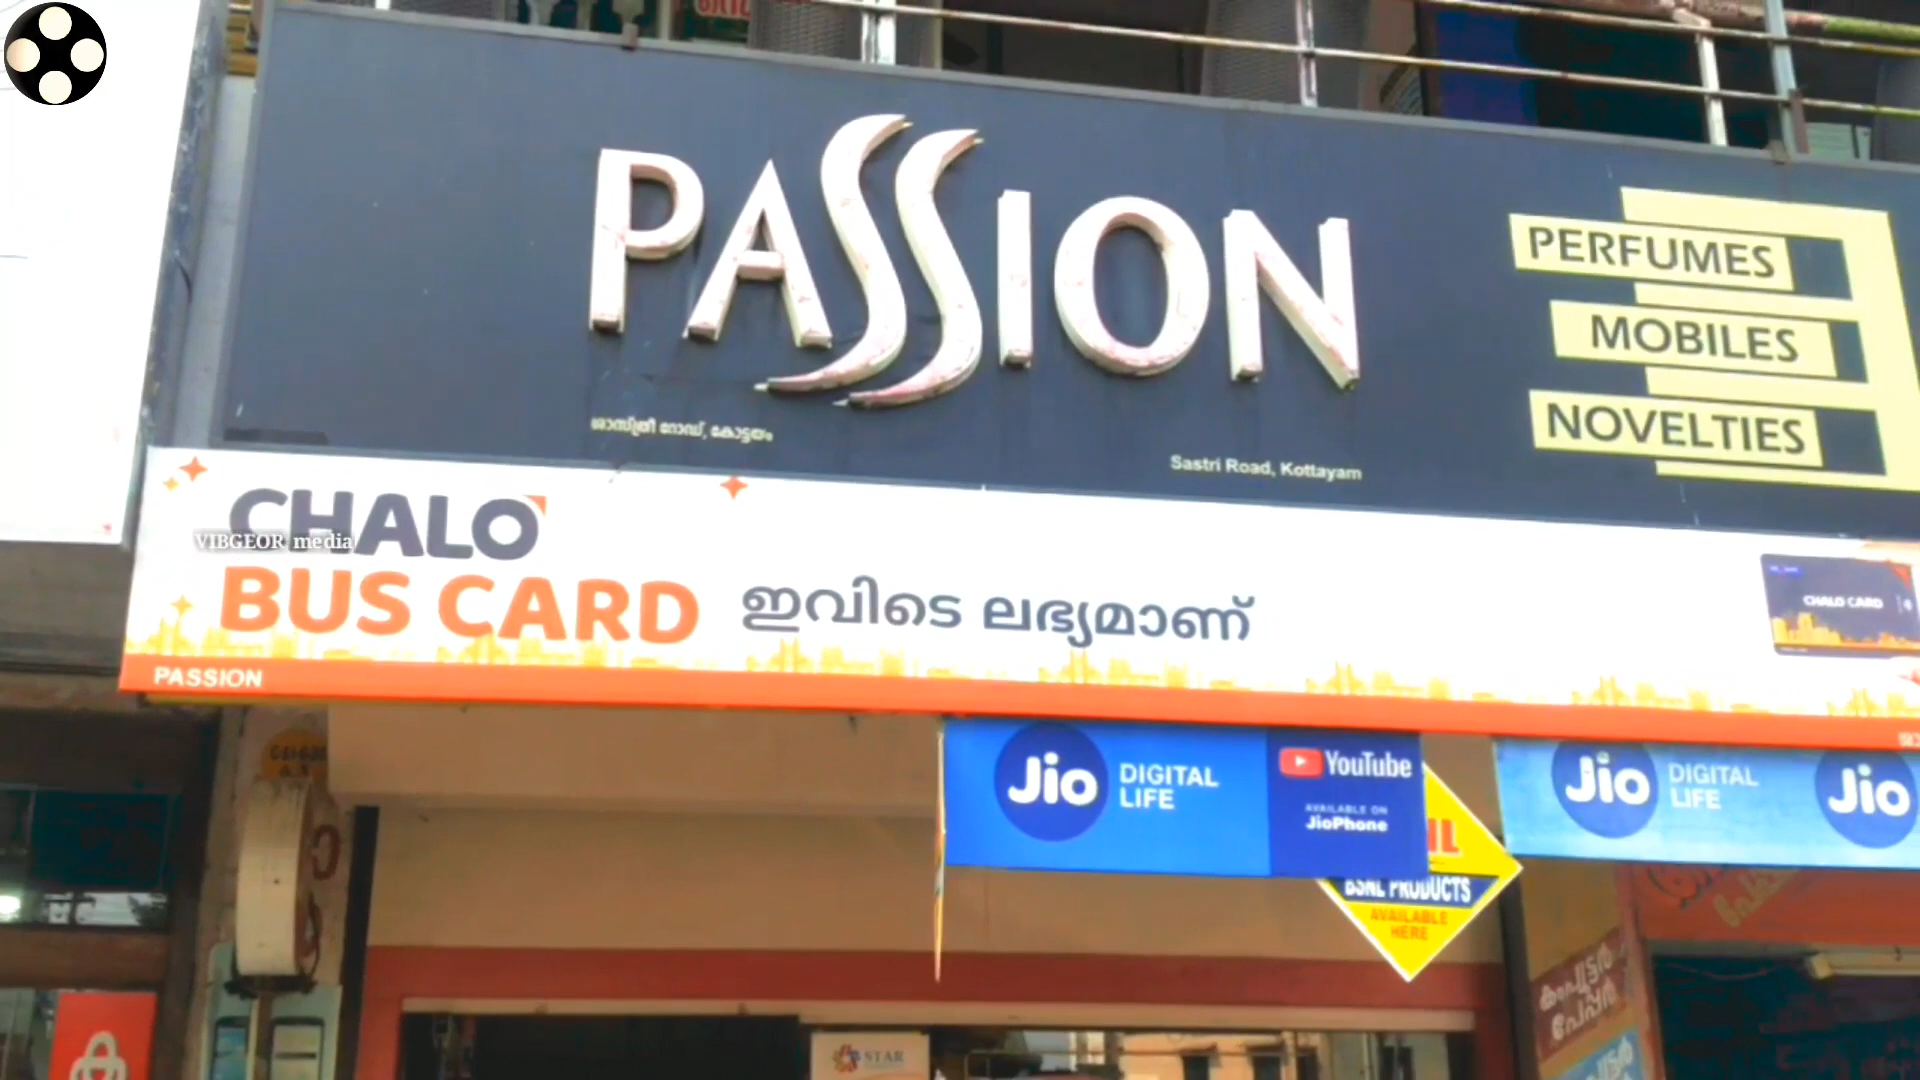 PASSION
ശാസ്ത്രീ റോഡ്, കോട്ടയം
Sastri Road, Kottayam
PERFUMES
MOBILES
NOVELTIES
CHALO
VIBGEOR media
BUS CARD ഇവിടെ ലഭ്യമാണ്
CHALO CARD
PASSION
Jio DIGITAL LIFE
YouTube
AVAILABLE ON
JioPhone
Jio DIGITAL LIFE
Jio
BSNL PRODUCTS
AVAILABLE
HERE
STAR